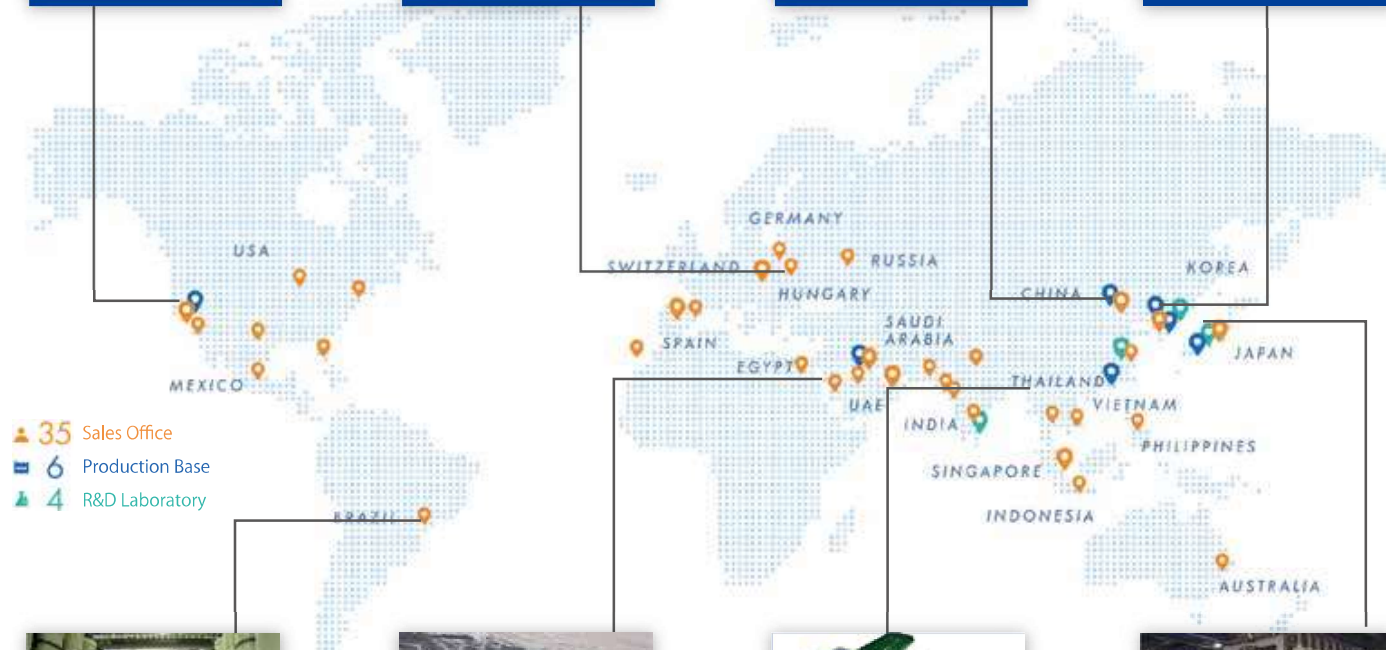 GERMANY
USA
SWITZERLAND
RUSSIA
KOREA
HUNGARY
CHINA
SAUDI
ARABIA
SPAIN
JAPAN
EGYPT
MEXICO
THAILAND
UAE
VIETNAM
INDIA
PHILIPPINES
SINGAPORE
INDONESIA
35 Sales Office
6 Production Base
4 R&D Laboratory
BRAZIL
AUSTRALIA